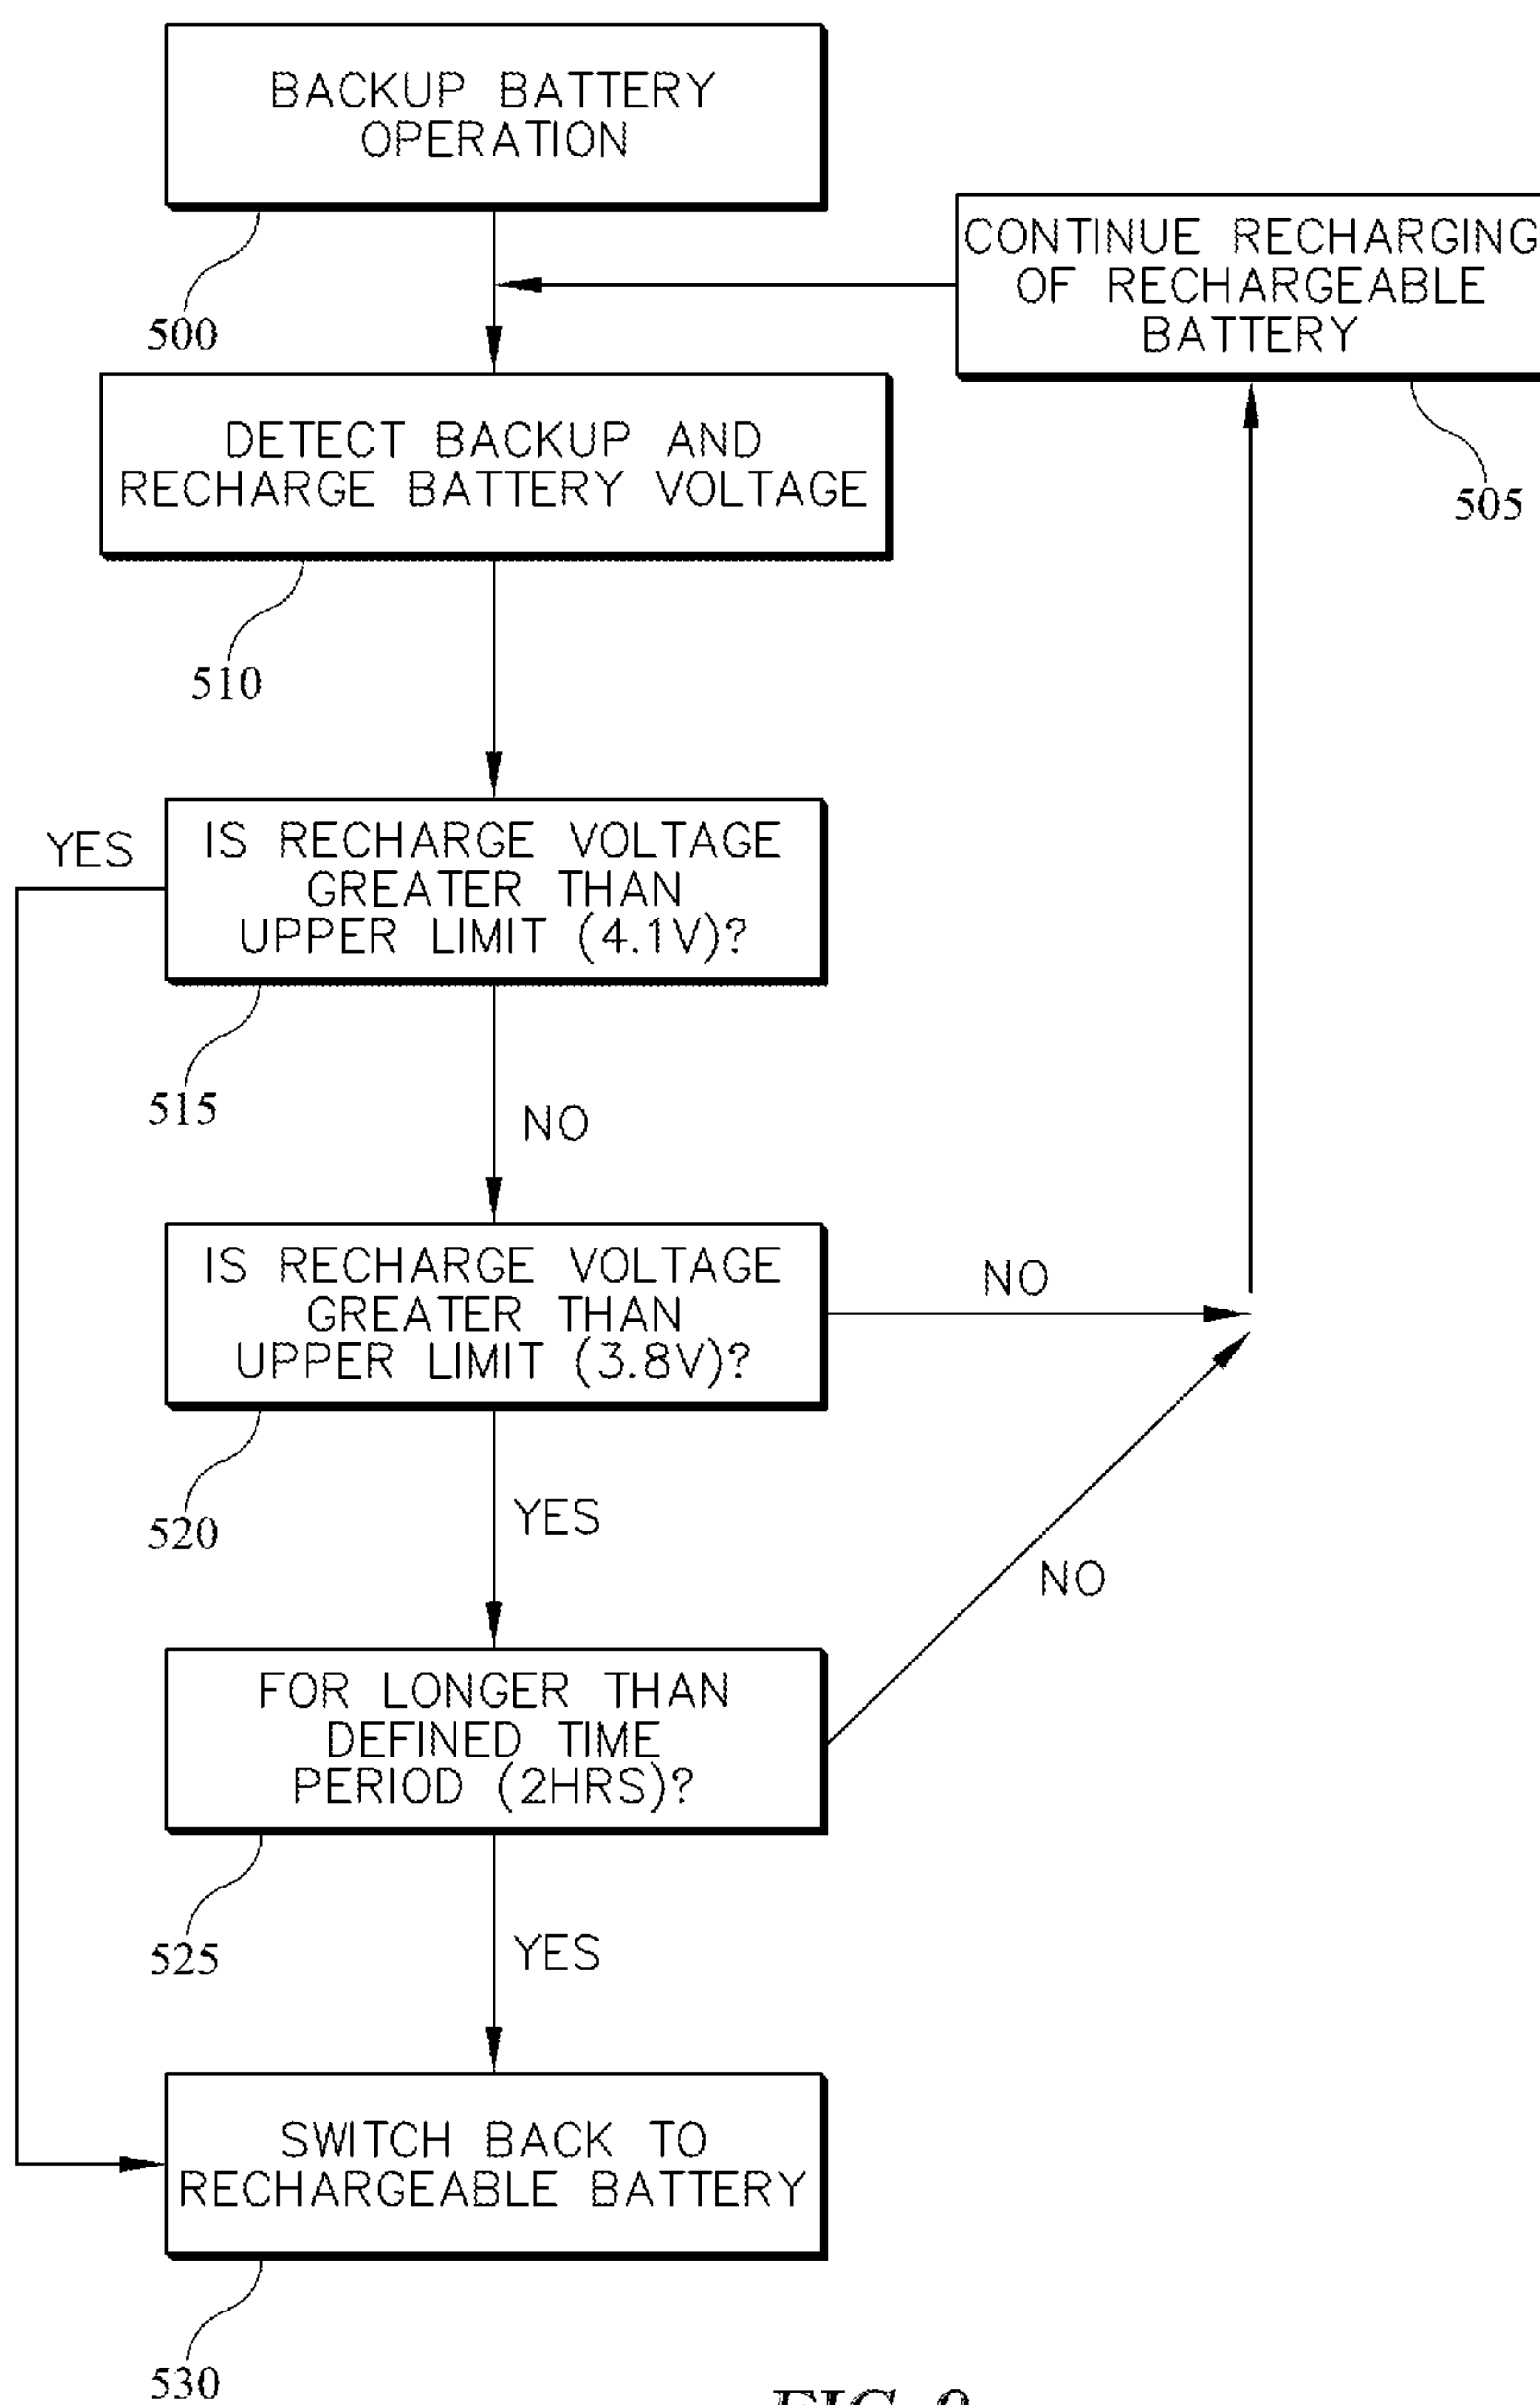 BACKUP BATTERY
OPERATION
500
CONTINUE RECHARGING
OF RECHARGEABLE
BATTERY
505
DETECT BACKUP AND
RECHARGE BATTERY VOLTAGE
510
YES
IS RECHARGE VOLTAGE
GREATER THAN
UPPER LIMIT (4.1V)?
515
NO
IS RECHARGE VOLTAGE
GREATER THAN
UPPER LIMIT (3.8V)?
NO
520
YES
NO
FOR LONGER THAN
DEFINED TIME
PERIOD (2HRS)?
525
YES
SWITCH BACK TO
RECHARGEABLE BATTERY
530